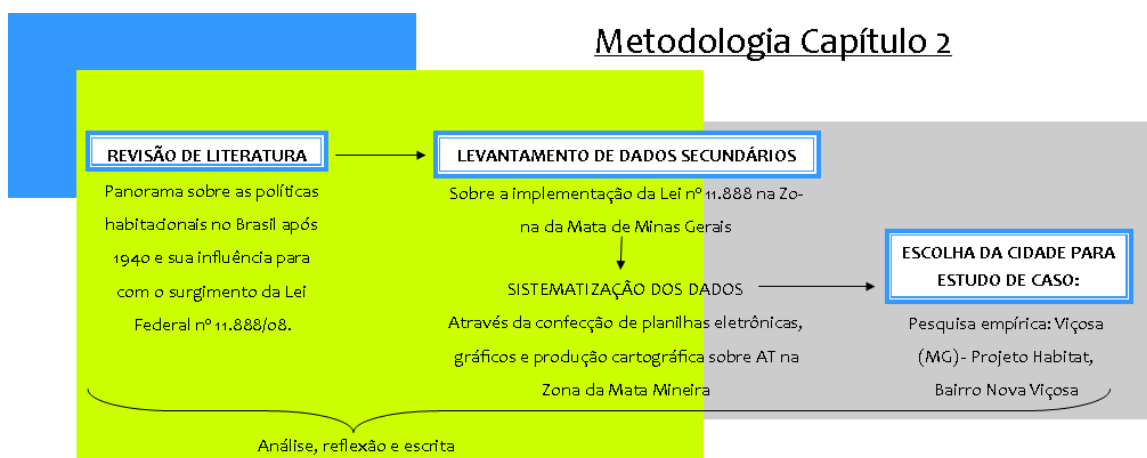 Metodologia Capítulo 2
REVISÃO DE LITERATURA
Panorama sobre as políticas
habitacionais no Brasil após
1940 e sua influência para
com o surgimento da Lei
Federal nº 11.888/08.
LEVANTAMENTO DE DADOS SECUNDÁRIOS
Sobre a implementação da Lei nº 11.888 na Zo-
na da Mata de Minas Gerais
SISTEMATIZAÇÃO DOS DADOS
Através da confecção de planilhas eletrônicas,
gráficos e produção cartográfica sobre AT na
Zona da Mata Mineira
ESCOLHA DA CIDADE PARA
ESTUDO DE CASO:
Pesquisa empírica: Viçosa
(MG)- Projeto Habitat,
Bairro Nova Viçosa
Análise, reflexão e escrita